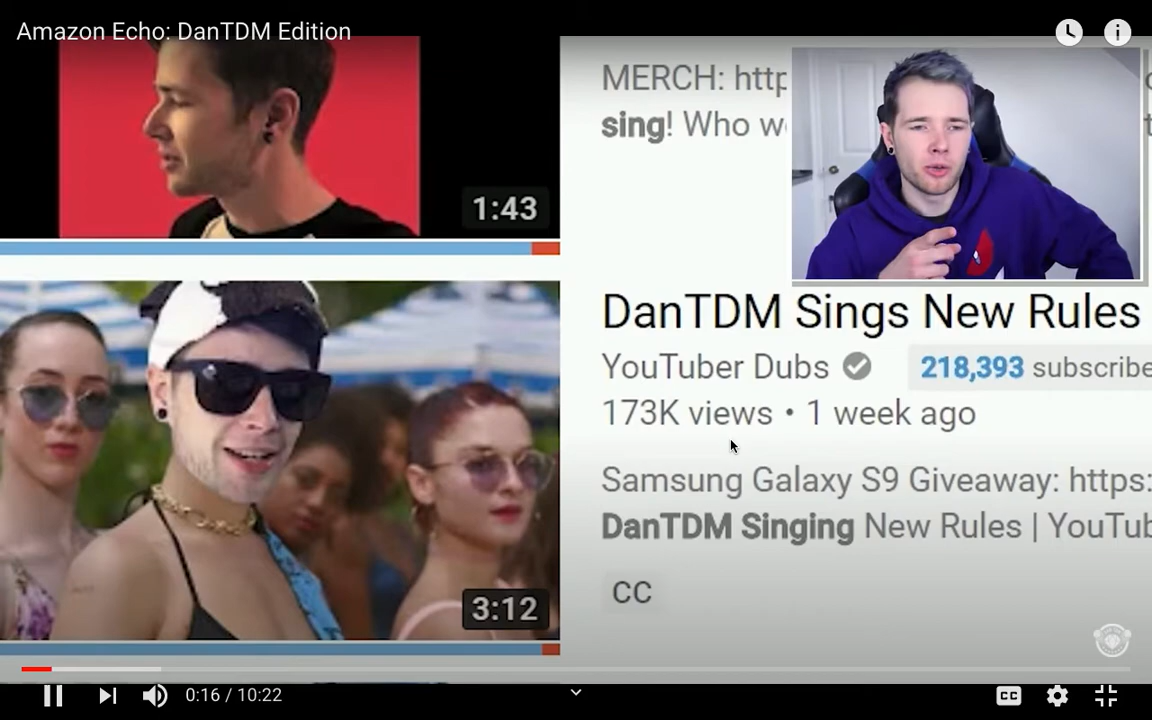 Amazon Echo: DanTDM Edition
MERCH: http
sing! Who w
1:43
DanTDM Sings New Rules
YouTuber Dubs
218,393 subscribe
173K views • 1 week ago
Samsung Galaxy S9 Giveaway: https:
DanTDM Singing New Rules | YouTub
CC
3:12
0:16 / 10:22
CC